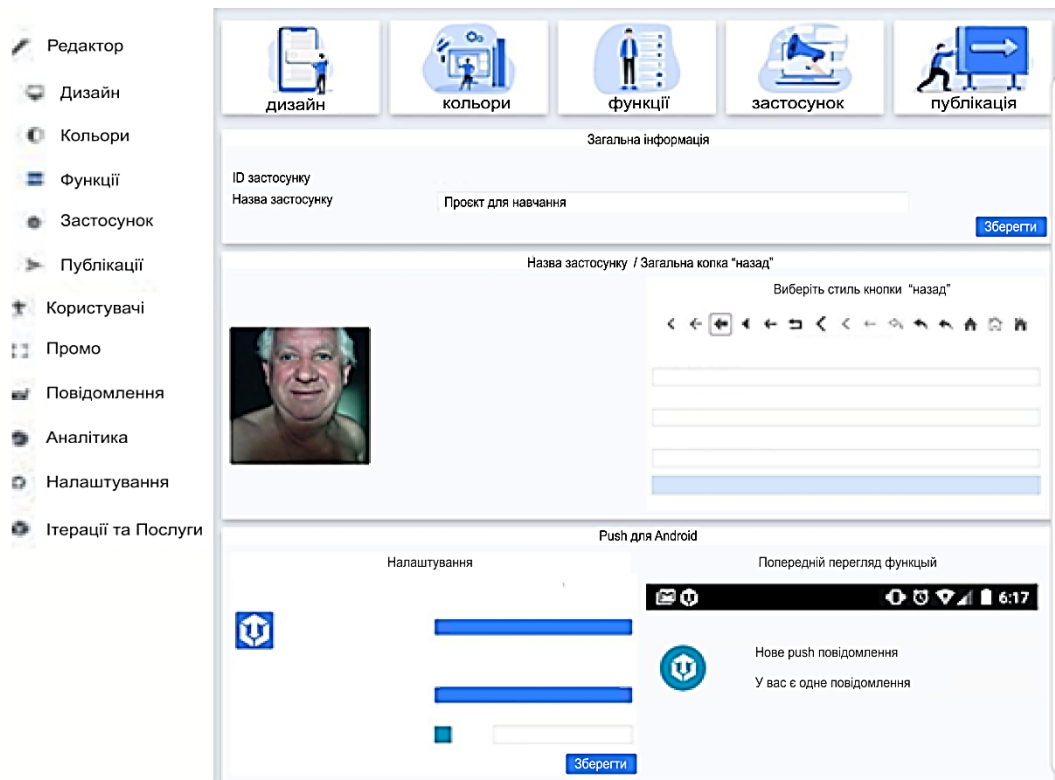 Редактор
Дизайн
Кольори
Функції
Застосунок
Публікації
Користувачі
Промо
Повідомлення
Аналітика
Налаштування
Ітерації та Послуги
дизайн
кольори
функції
застосунок
публікація
Загальна інформація
ID застосунку
Назва застосунку
Проєкт для навчання
Зберегти
Назва застосунку / Загальна копка “назад”
Виберіть стиль кнопки “назад”
Push для Android
Налаштування
Зберегти
Попередній перегляд функцый
6:17
Нове push повідомлення
У вас є одне повідомлення